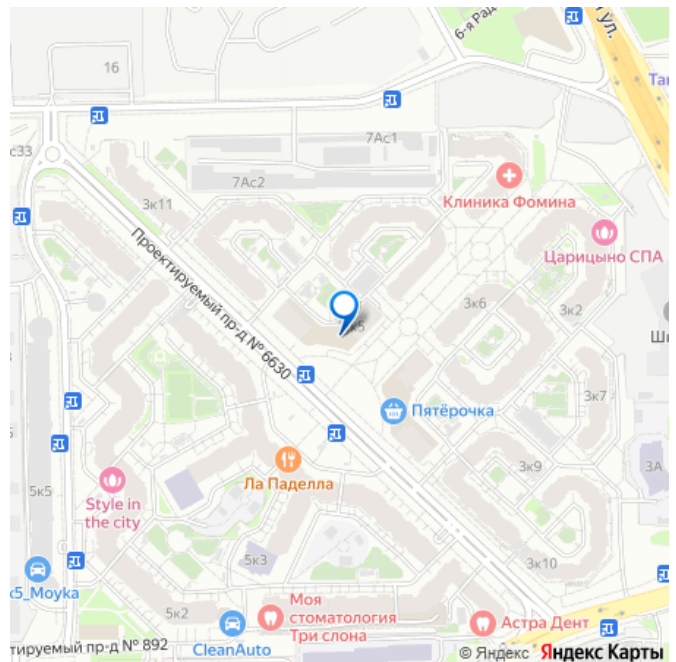 6-я Рад
ул.
16
Та
7Ас1
с33
7Ас2
Клиника Фомина
3к11
Царицыно СПА
Проектируемый пр-д № 6630
3к6
3к2
к5
Ш
Пятёрочка
3к7
Ла Паделла
3к9
3А
5к5
Style in
the city
5к3
3к10
к5_Moyka
5к2
Моя
стоматология
Три слона
Астра Дент
CleanAuto
тируемый пр-д № 892
© Яндекс Яндекс Карты